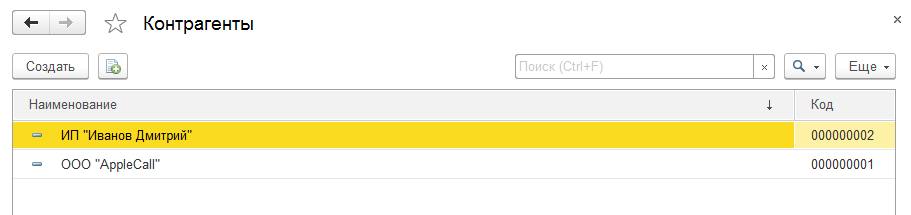 Контрагенты
Создать
Поиск (Ctrl+F)
Еще
Наименование Код
ИП "Иванов Дмитрий" 000000002
ООО "AppleCall" 000000001